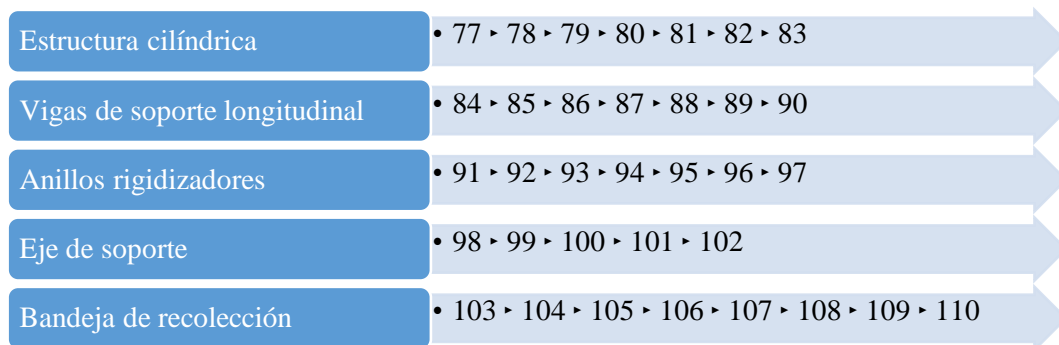 Estructura cilíndrica
• 77 ‣ 78 ‣ 79 ‣ 80 ‣ 81 ‣ 82 ‣ 83
Vigas de soporte longitudinal
• 84 ‣ 85 ‣ 86 ‣ 87 ‣ 88 ‣ 89 ‣ 90
Anillos rigidizadores
• 91 ‣ 92 ‣ 93 ‣ 94 ‣ 95 ‣ 96 ‣ 97
Eje de soporte
• 98 ‣ 99 ‣ 100 ‣ 101 ‣ 102
Bandeja de recolección
• 103 ‣ 104 ‣ 105 ‣ 106 ‣ 107 ‣ 108 ‣ 109 ‣ 110